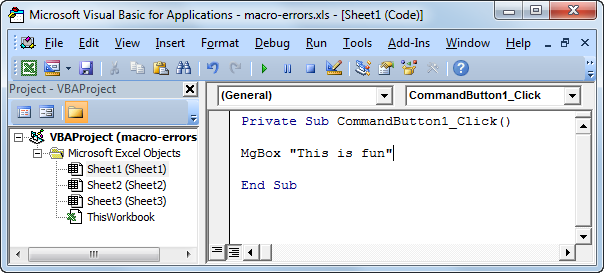 Microsoft Visual Basic for Applications - macro-errors.xls - [Sheet1 (Code)]
File Edit View Insert Format Debug Run Tools Add-Ins Window Help
Project - VBAProject
(General) CommandButton1_Click
VBAProject (macro-errors
Microsoft Excel Objects
Sheet1 (Sheet1)
Sheet2 (Sheet2)
Sheet3 (Sheet3)
ThisWorkbook
Private Sub CommandButton1_Click()
MgBox "This is fun"
End Sub